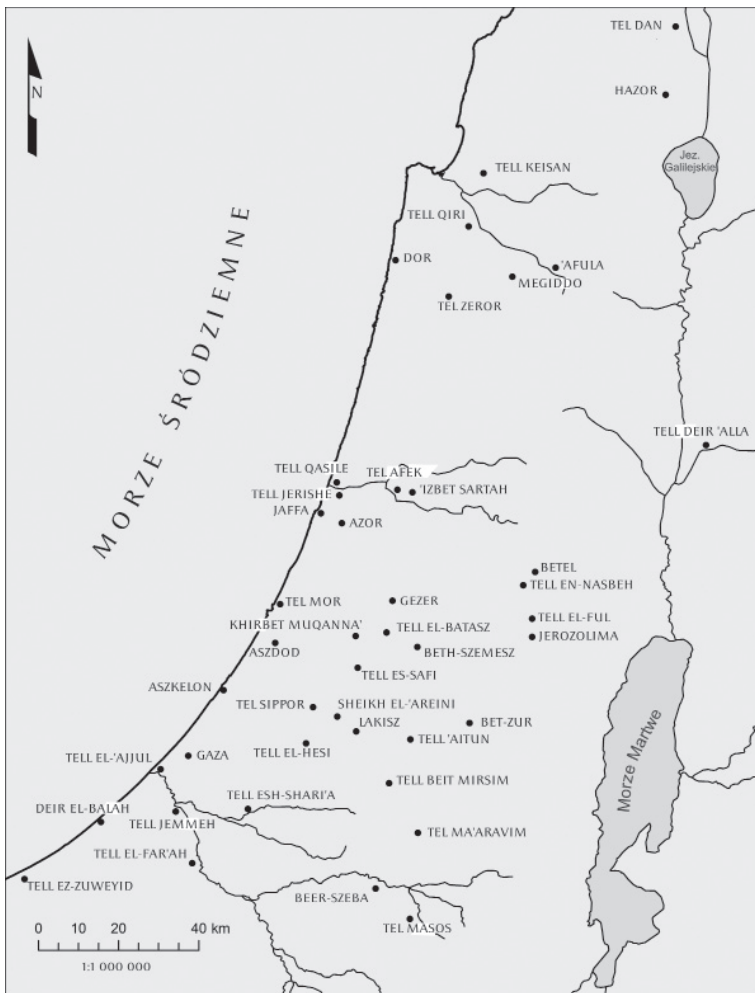 TEL DAN
HAZOR
N
Jez.
Galilejskie
TELL KEISAN
TELL QIRI
DOR
'AFULA
MEGIDDO
TEL ZEROR
MORZE ŚRÓDZIEMNE
TELL DEIR 'ALLA
TELL QASILE
TEL AFEK
TELL JERISHE
'IZBET SARTAH
JAFFA
AZOR
BETEL
TELL EN-NASBEH
TEL MOR
GEZER
TELL EL-FUL
KHIRBET MUQANNA'
TELL EL-BATASZ
JEROZOLIMA
ASZDOD
BETH-SZEMESZ
TELL ES-SAFI
ASZKELON
TEL SIPPOR
SHEIKH EL-'AREINI
LAKISZ
BET-ZUR
TELL EL-HESI
TELL 'AITUN
GAZA
TELL EL-'AJJUL
Morze Martwe
TELL BEIT MIRSIM
TELL ESH-SHARI'A
DEIR EL-BALAH
TELL JEMMEH
TEL MA'ARAVIM
TELL EL-FAR'AH
TELL EZ-ZUWEYID
BEER-SZEBA
TEL MASOS
0 20 40 km
1:1 000 000